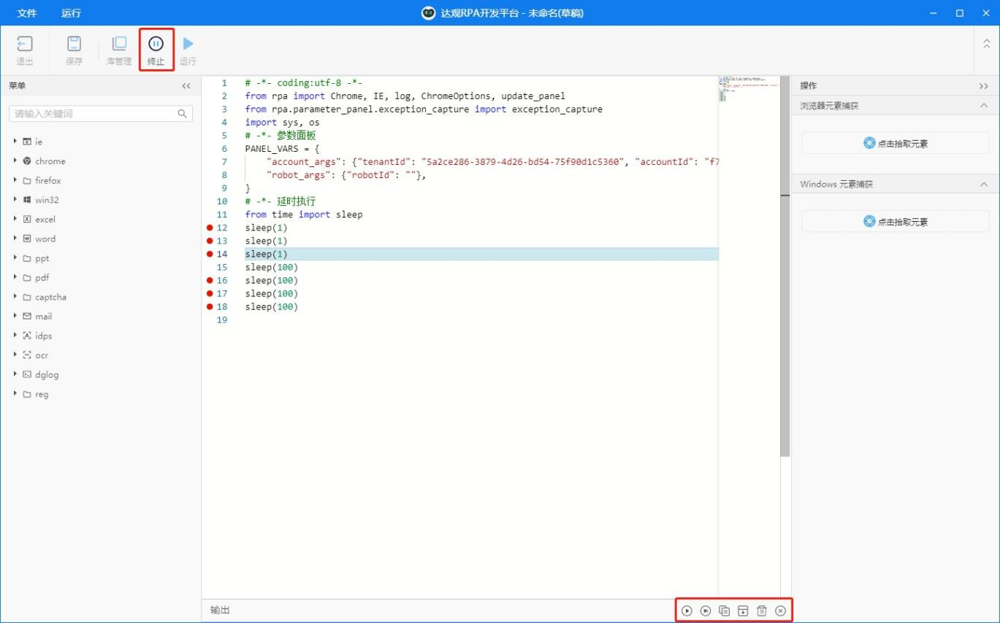 文件 运行 达观RPA开发平台 - 未命名(草稿)
退出 保存 库管理 终止 运行
菜单
请输入关键词
ie
chrome
firefox
win32
excel
word
ppt
pdf
captcha
mail
idps
ocr
dglog
reg
1 # -*- coding:utf-8 -*-
2 from rpa import Chrome, IE, log, ChromeOptions, update_panel
3 from rpa.parameter_panel.exception_capture import exception_capture
4 import sys, os
5 # -*- 参数面板
6 PANEL_VARS = {
7 "account_args": {"tenantId": "5a2ce286-3879-4d26-bd54-75f90d1c5360", "accountId": "f7
8 "robot_args": {"robotId": ""},
9 }
10 # -*- 延时执行
11 from time import sleep
12 sleep(1)
13 sleep(1)
14 sleep(1)
15 sleep(100)
16 sleep(100)
17 sleep(100)
18 sleep(100)
19
输出
操作
浏览器元素捕获
点击拾取元素
Windows 元素捕获
点击拾取元素